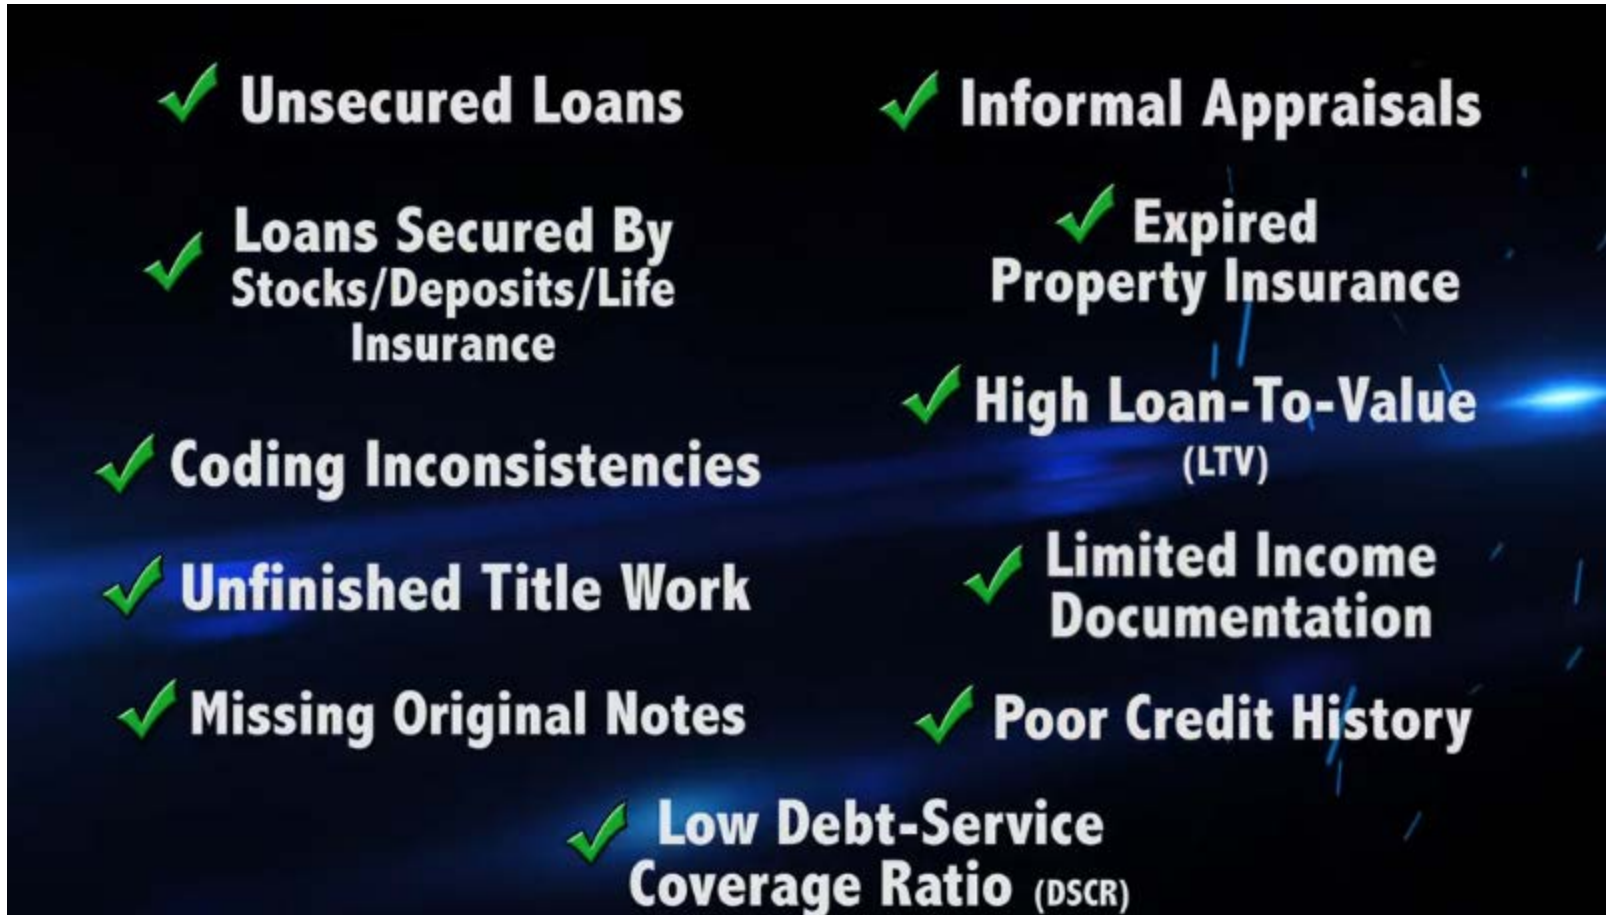 Unsecured Loans
Loans Secured By
Stocks/Deposits/Life
Insurance
Coding Inconsistencies
Unfinished Title Work
Missing Original Notes
Informal Appraisals
Expired
Property Insurance
High Loan-To-Value
(LTV)
Limited Income
Documentation
Poor Credit History
Low Debt-Service
Coverage Ratio (DSCR)